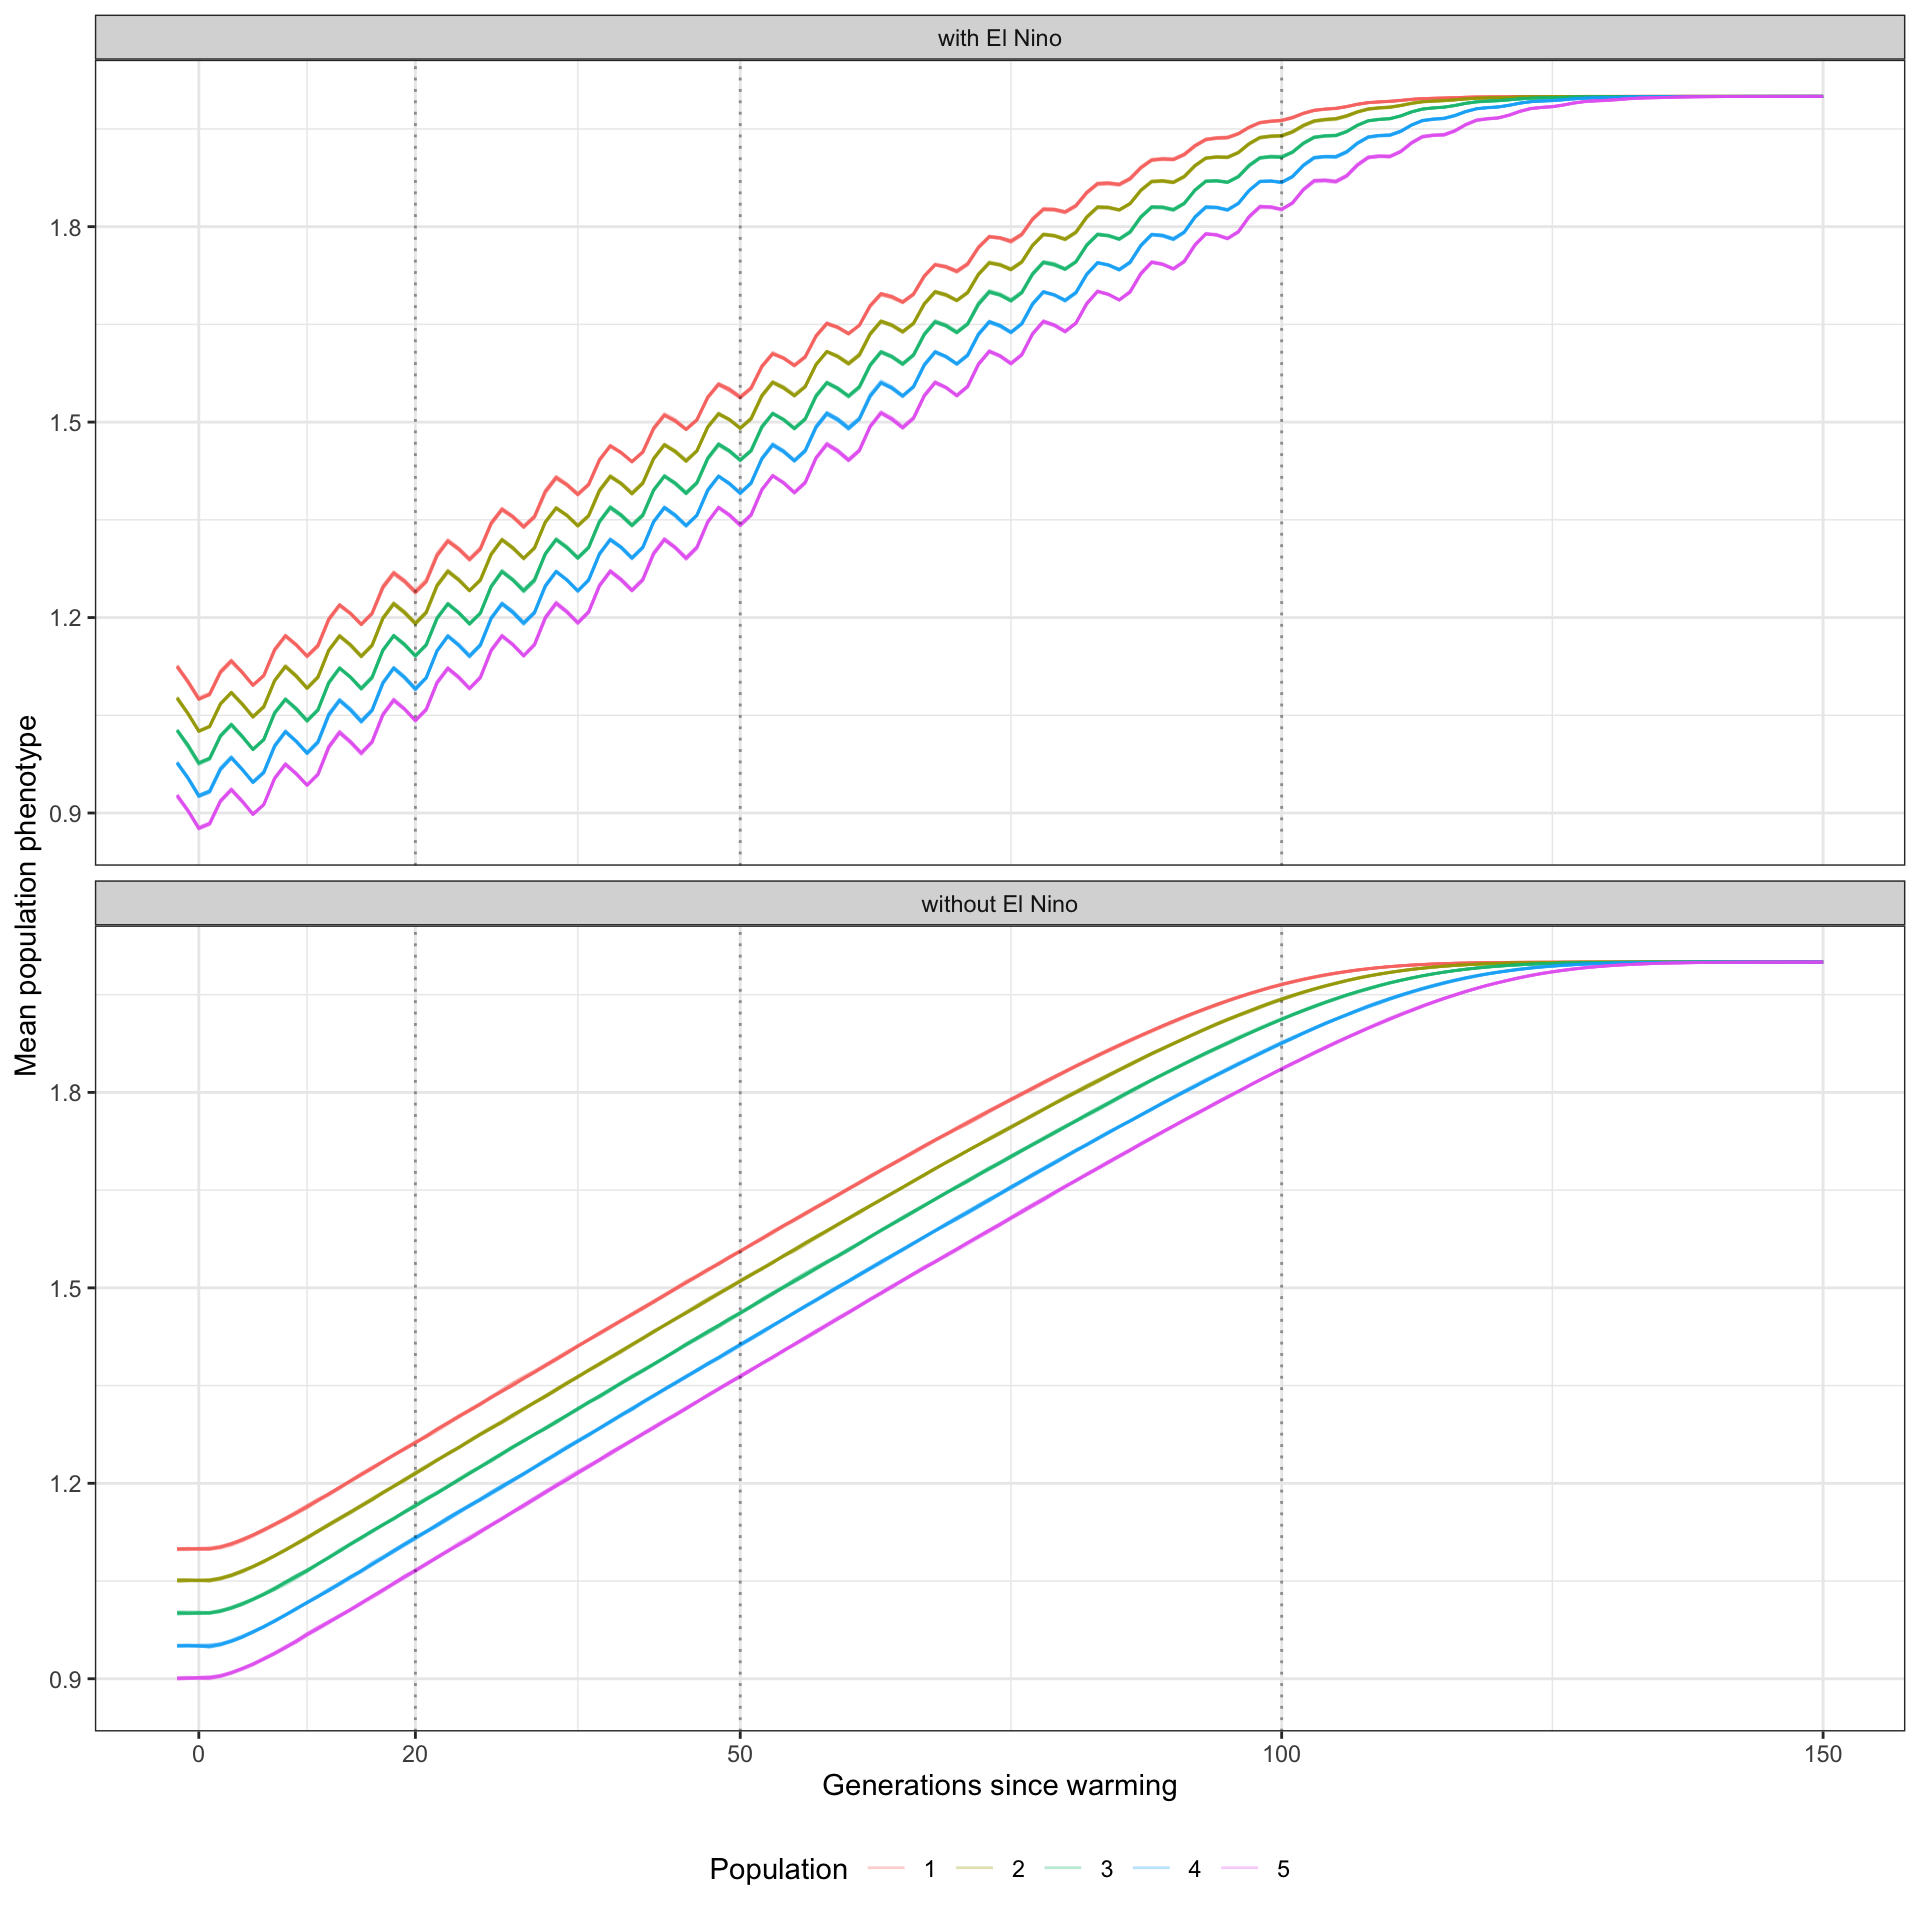 with El Nino
1.8
1.5
1.2
0.9
Mean population phenotype
without El Nino
1.8
1.5
1.2
0.9
0 20 50 100 150
Generations since warming
Population 1 2 3 4 5